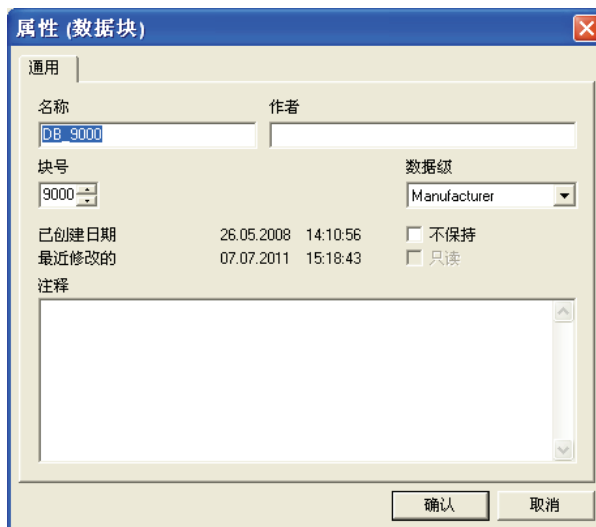 属性 (数据块)
通用
名称 作者
DB_9000
块号 数据级
9000 Manufacturer
已创建日期 26.05.2008 14:10:56 不保持
最近修改的 07.07.2011 15:18:43 只读
注释
确认 取消